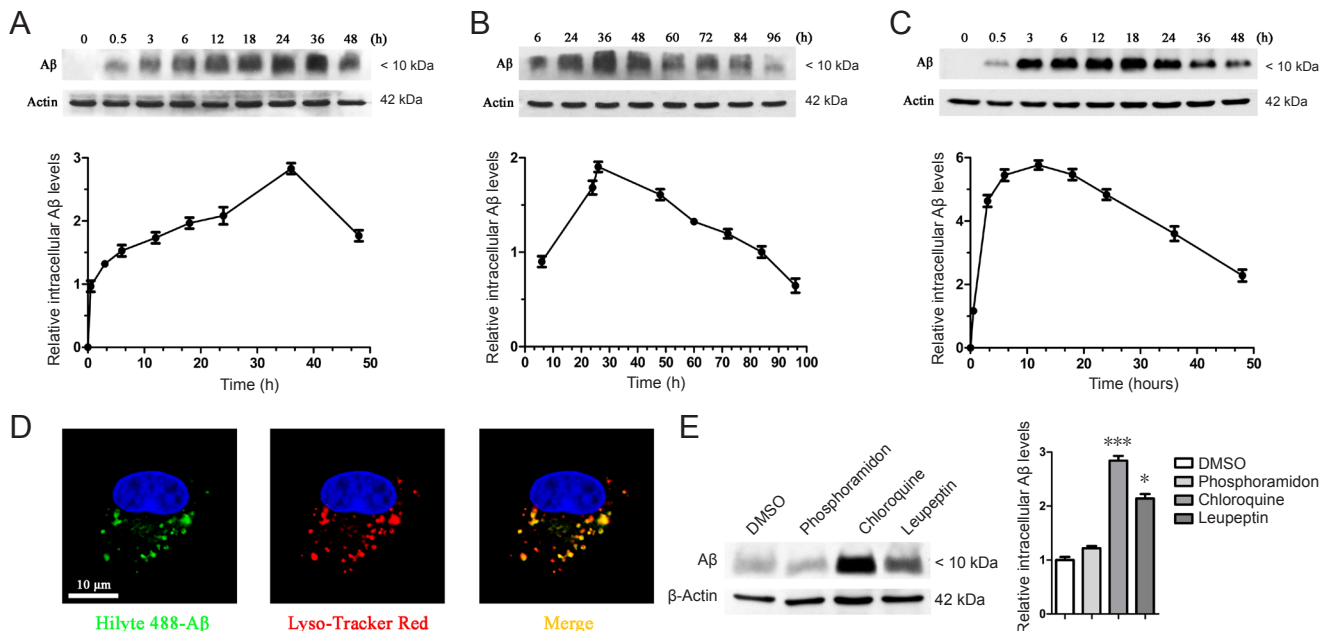 A
0 0.5 3 6 12 18 24 36 48 (h)
Aβ < 10 kDa
Actin 42 kDa
Relative intracellular Aβ levels
3
2
1
0
0 10 20 30 40 50
Time (h)
B
6 24 36 48 60 72 84 96 (h)
Aβ < 10 kDa
Actin 42 kDa
Relative intracellular Aβ levels
2
1
0
0 10 20 30 40 50 60 70 80 90 100
Time (h)
C
0 0.5 3 6 12 18 24 36 48 (h)
Aβ < 10 kDa
Actin 42 kDa
Relative intracellular Aβ levels
6
4
2
0
0 10 20 30 40 50
Time (hours)
D
10 μm
Hilyte 488-Aβ Lyso-Tracker Red Merge
E
DMSO Phosphoramidon Chloroquine Leupeptin
Aβ < 10 kDa
β-Actin 42 kDa
Relative intracellular Aβ levels
3
2
1
0
***
*
DMSO
Phosphoramidon
Chloroquine
Leupeptin